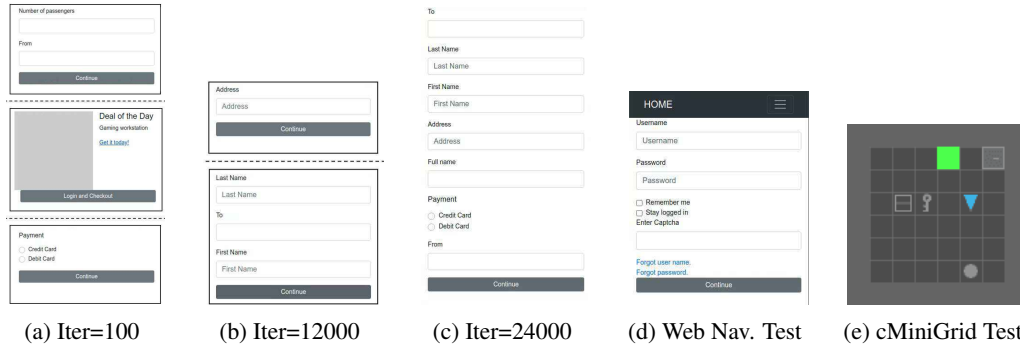 Number of passengers
From
Continue
Deal of the Day
Gaming workstation
Get it today!
Login and Checkout
Payment
Credit Card
Debit Card
Continue
(a) Iter=100
Address
Address
Continue
Last Name
Last Name
To
First Name
First Name
Continue
(b) Iter=12000
To
Last Name
Last Name
First Name
First Name
Address
Address
Full name
Payment
Credit Card
Debit Card
From
Continue
(c) Iter=24000
HOME
Username
Username
Password
Password
Remember me
Stay logged in
Enter Captcha
Forgot user name.
Forgot password.
Continue
(d) Web Nav. Test
(e) cMiniGrid Test